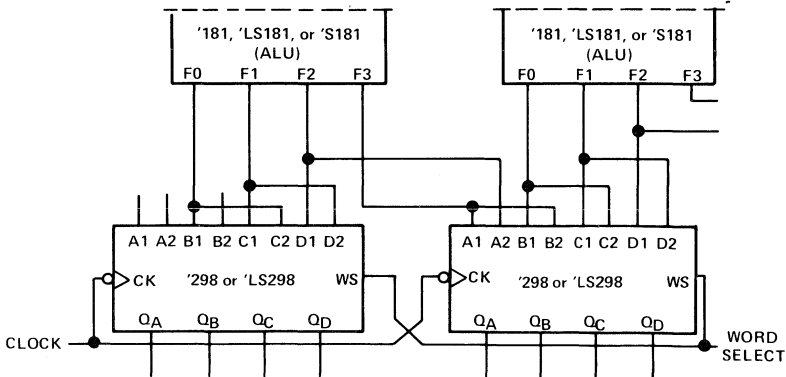 '181, 'LS181, or 'S181
(ALU)
F0 F1 F2 F3
'181, 'LS181, or 'S181
(ALU)
F0 F1 F2 F3
A1 A2 B1 B2 C1 C2 D1 D2
CK '298 or 'LS298 WS
QA QB QC QD
A1 A2 B1 B2 C1 C2 D1 D2
CK '298 or 'LS298 WS
QA QB QC QD
CLOCK
WORD
SELECT